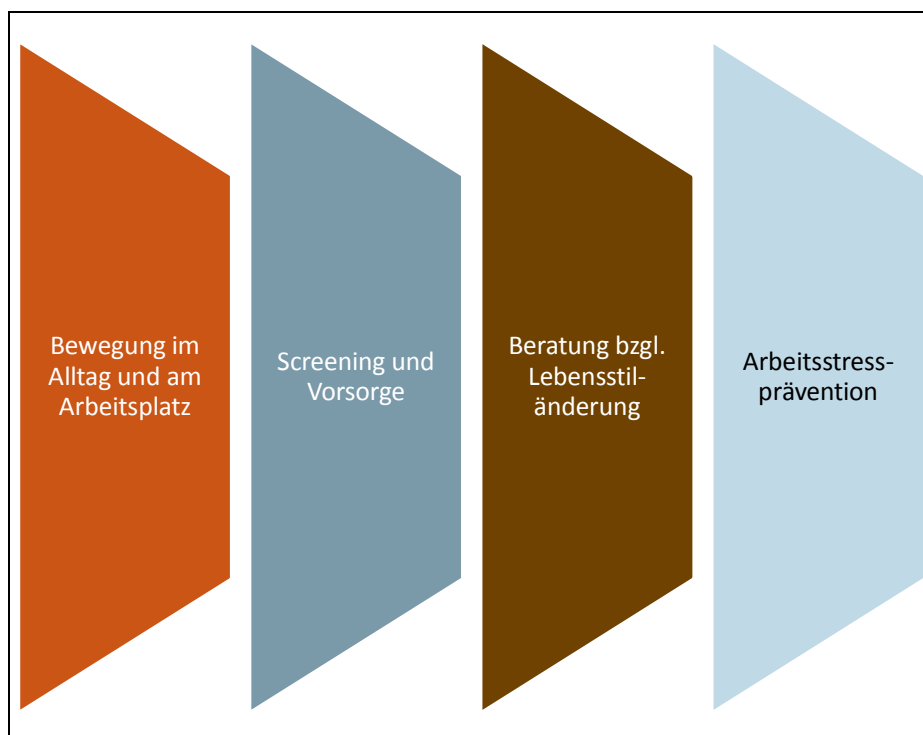 Bewegung im
Alltag und am
Arbeitsplatz
Screening und
Vorsorge
Beratung bzgl.
Lebensstil-
änderung
Arbeitsstress-
prävention